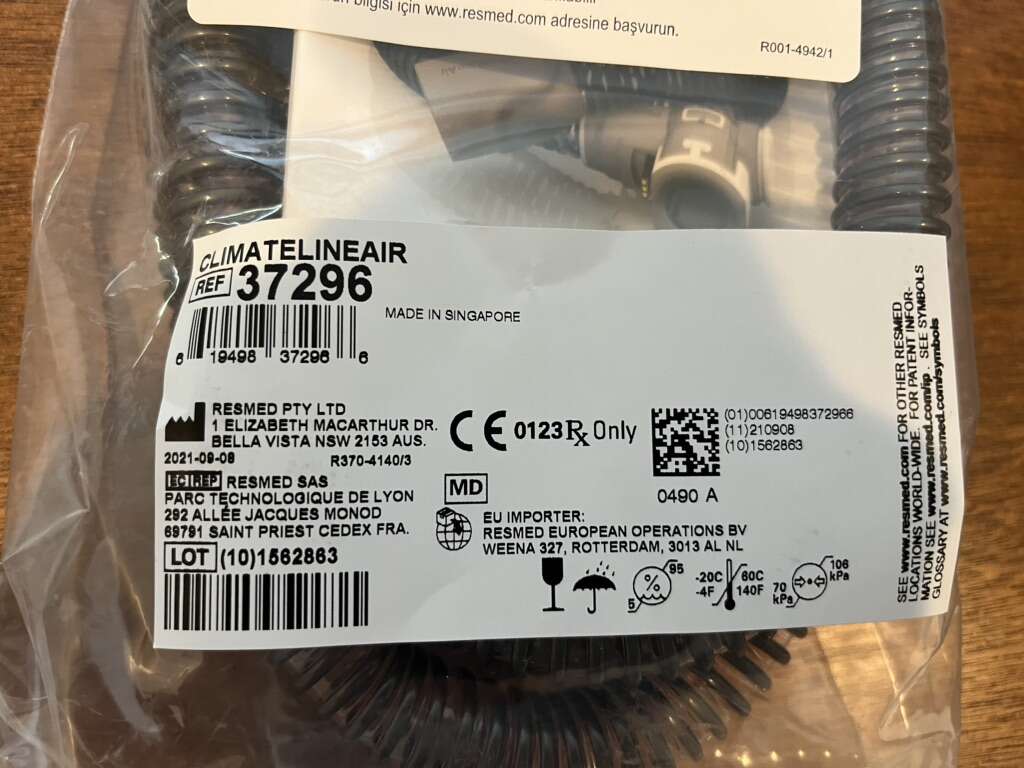 bilgisi için www.resmed.com adresine başvurun.
R001-4942/1
CLIMATELINEAIR
REF 37296
MADE IN SINGAPORE
6 19498 37296 6
RESMED PTY LTD
1 ELIZABETH MACARTHUR DR.
BELLA VISTA NSW 2153 AUS.
2021-09-08 R370-4140/3
CE 0123 Rx Only
(01)00619498372966
(11)210908
(10)1562863
0490 A
EC REP RESMED SAS
PARC TECHNOLOGIQUE DE LYON
292 ALLÉE JACQUES MONOD
69791 SAINT PRIEST CEDEX FRA.
MD
EU IMPORTER:
RESMED EUROPEAN OPERATIONS BV
WEENA 327, ROTTERDAM, 3013 AL NL
LOT (10)1562863
5 % 95
-20C -4F 60C 140F
70 kPa 106 kPa
SEE www.resmed.com FOR OTHER RESMED
LOCATIONS WORLD-WIDE. FOR PATENT INFOR-
MATION SEE www.resmed.com/ip. SEE SYMBOLS
GLOSSARY AT www.resmed.com/symbols